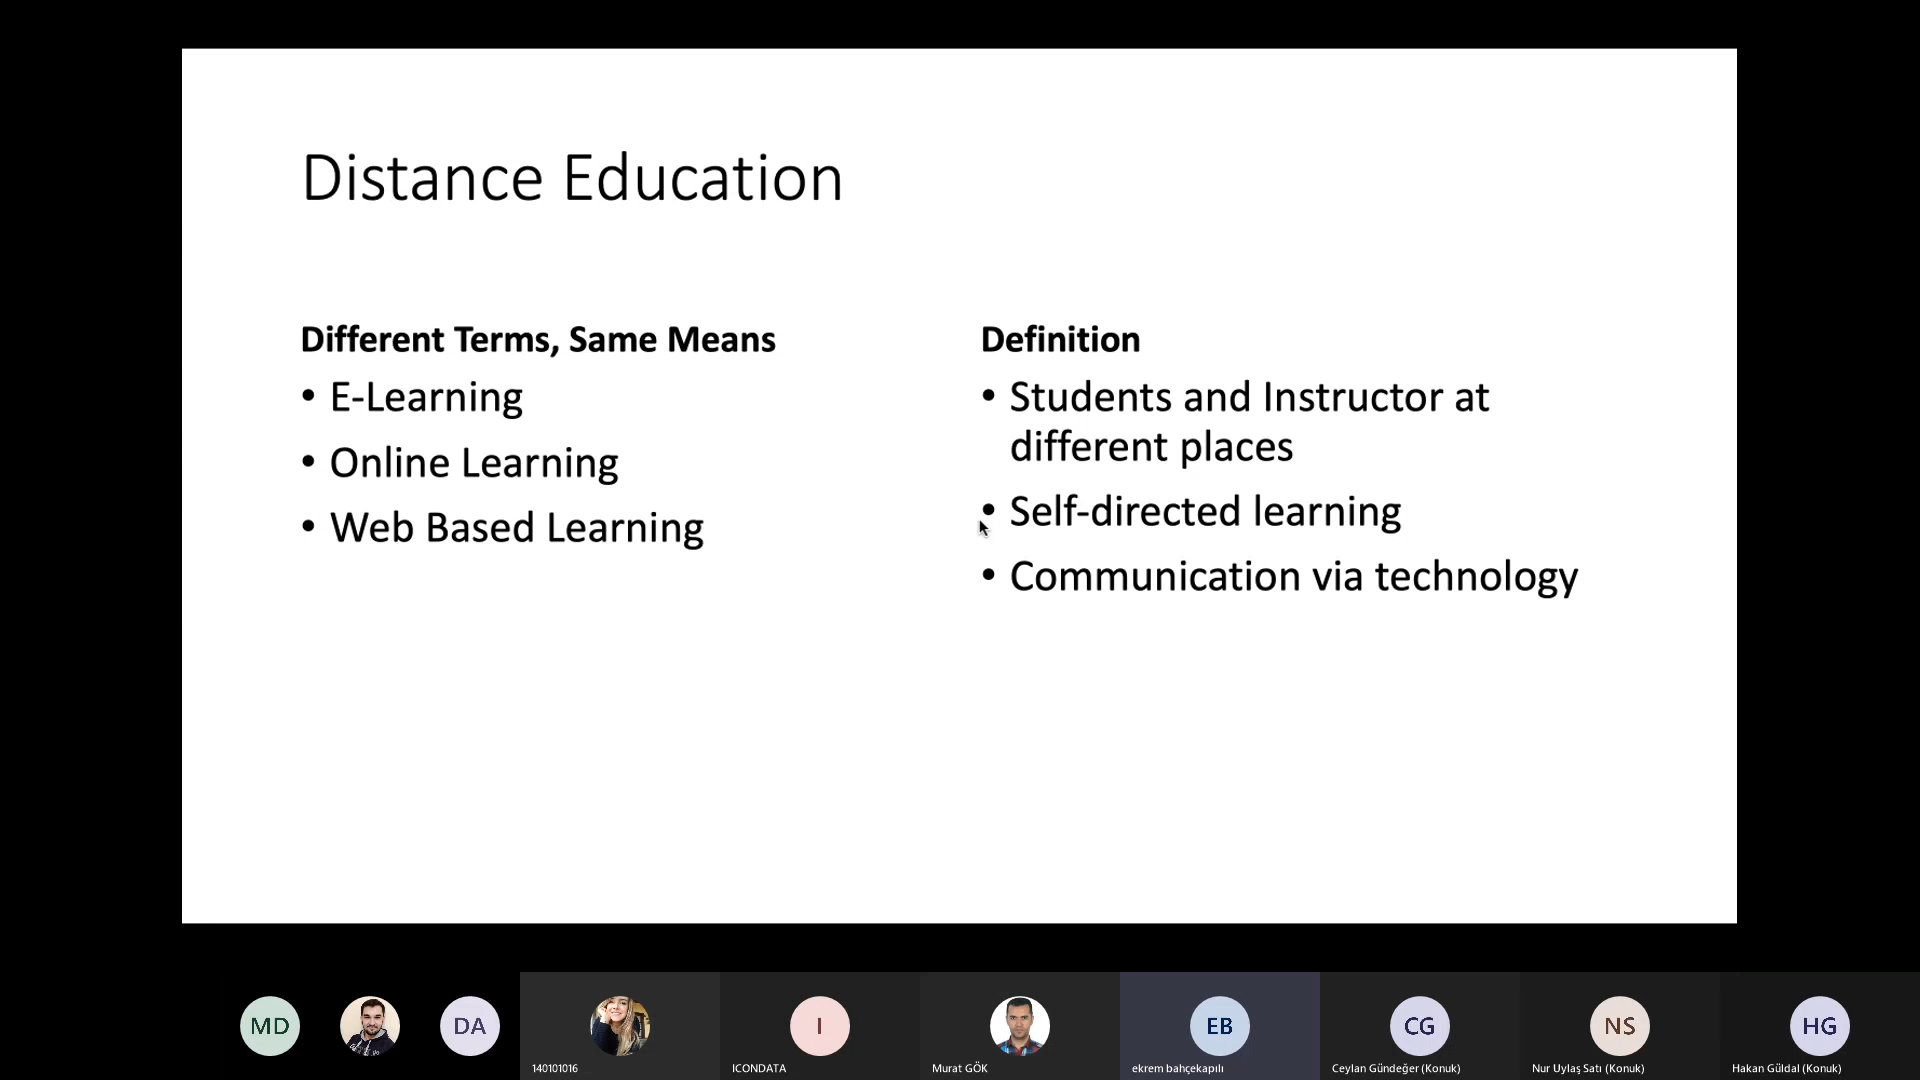 Distance Education
Different Terms, Same Means
• E-Learning
• Online Learning
• Web Based Learning
Definition
• Students and Instructor at
different places
• Self-directed learning
• Communication via technology
MD
DA
140101016
I
ICONDATA
Murat GÖK
EB
ekrem bahçekapılı
CG
Ceylan Gündeğer (Konuk)
NS
Nur Uylaş Satı (Konuk)
HG
Hakan Güldal (Konuk)